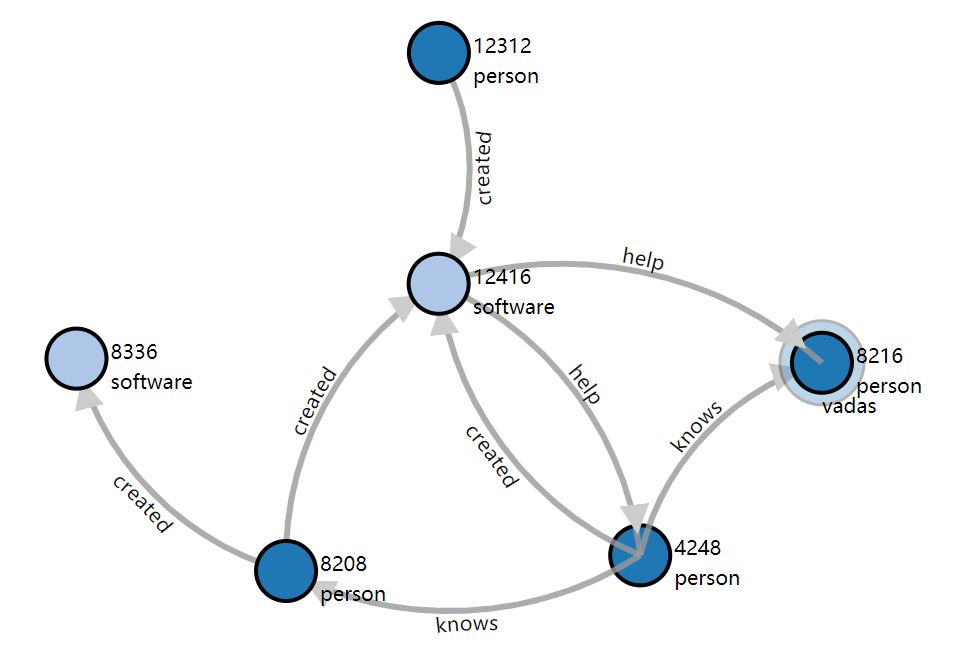 12312
person
created
help
12416
software
8336
software
8216
person
vadas
created
help
knows
created
created
8208
person
4248
person
knows